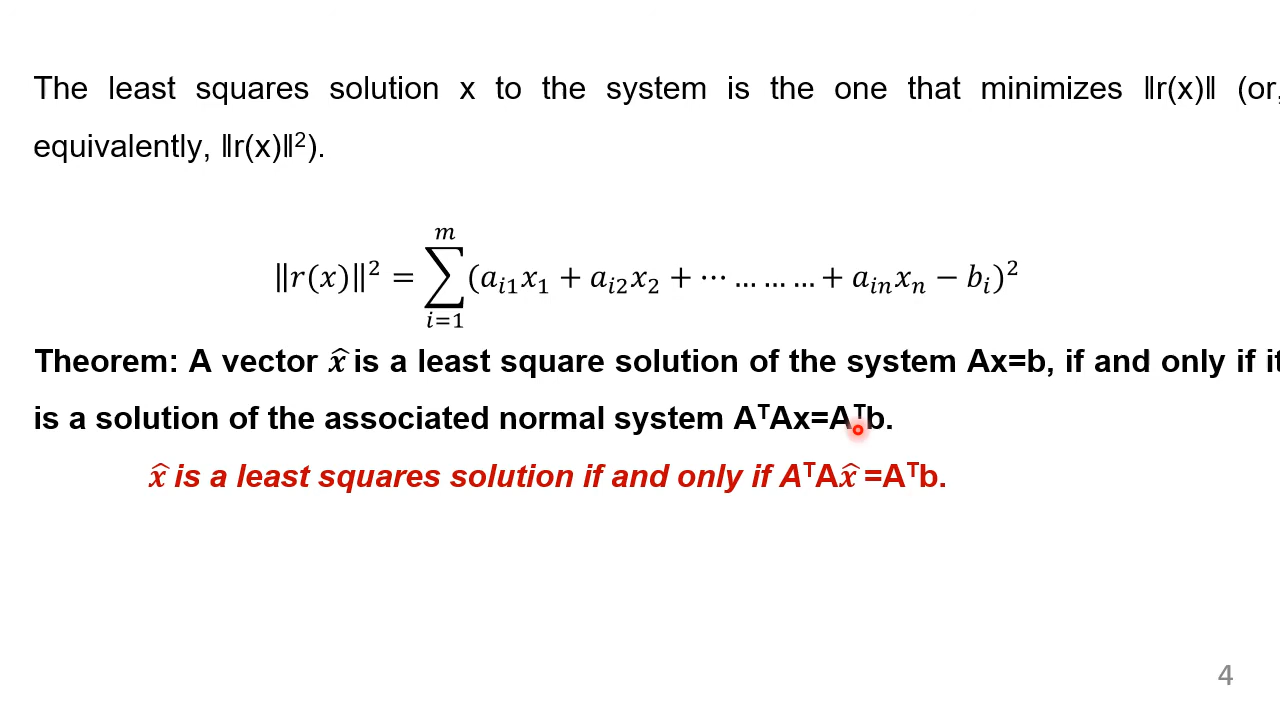 The least squares solution x to the system is the one that minimizes ‖r(x)‖ (or,
equivalently, ‖r(x)‖²).
‖r(x)‖² = ∑_{i=1}^{m} (a_{i1}x_1 + a_{i2}x_2 + ⋯ … … … + a_{in}x_n − b_i)²
Theorem: A vector x̂ is a least square solution of the system Ax=b, if and only if it
is a solution of the associated normal system AᵀAx=Aᵀb.
x̂ is a least squares solution if and only if AᵀAx̂ =Aᵀb.
4